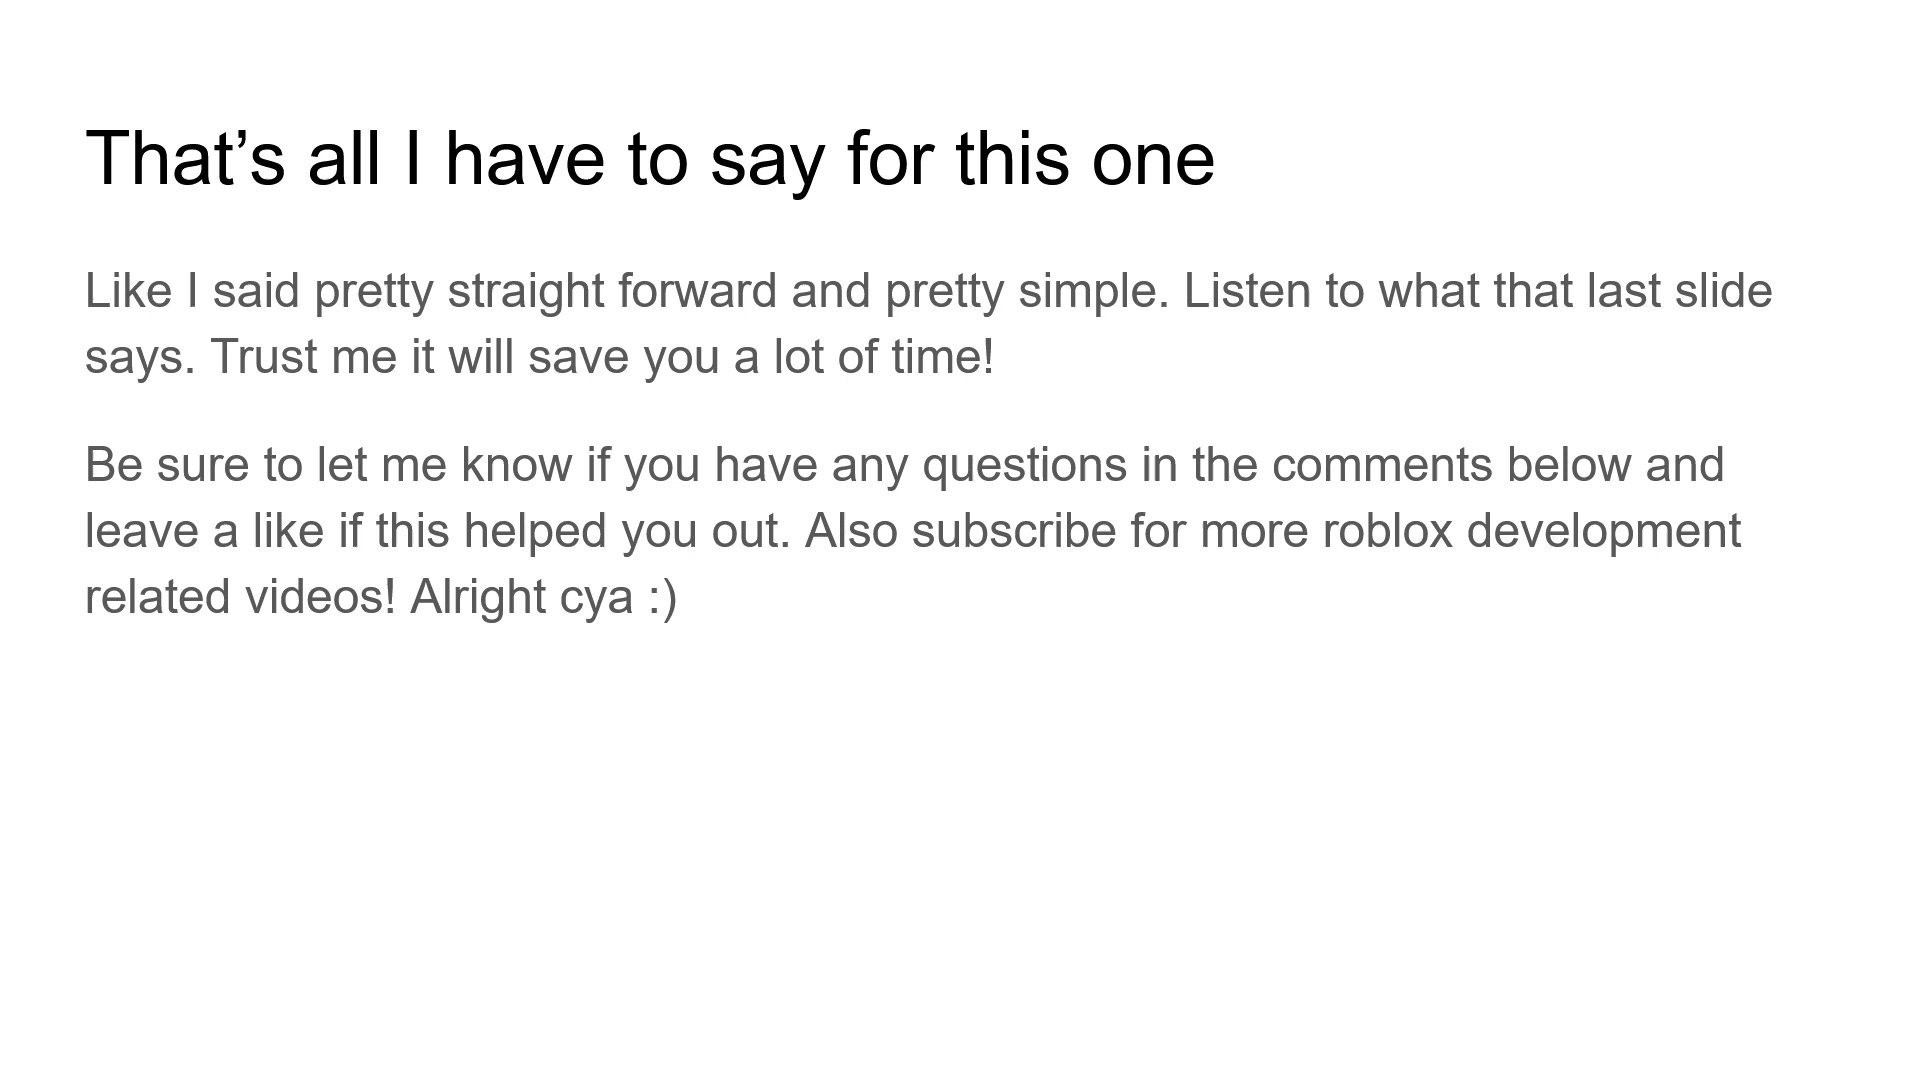 That’s all I have to say for this one
Like I said pretty straight forward and pretty simple. Listen to what that last slide
says. Trust me it will save you a lot of time!
Be sure to let me know if you have any questions in the comments below and
leave a like if this helped you out. Also subscribe for more roblox development
related videos! Alright cya :)